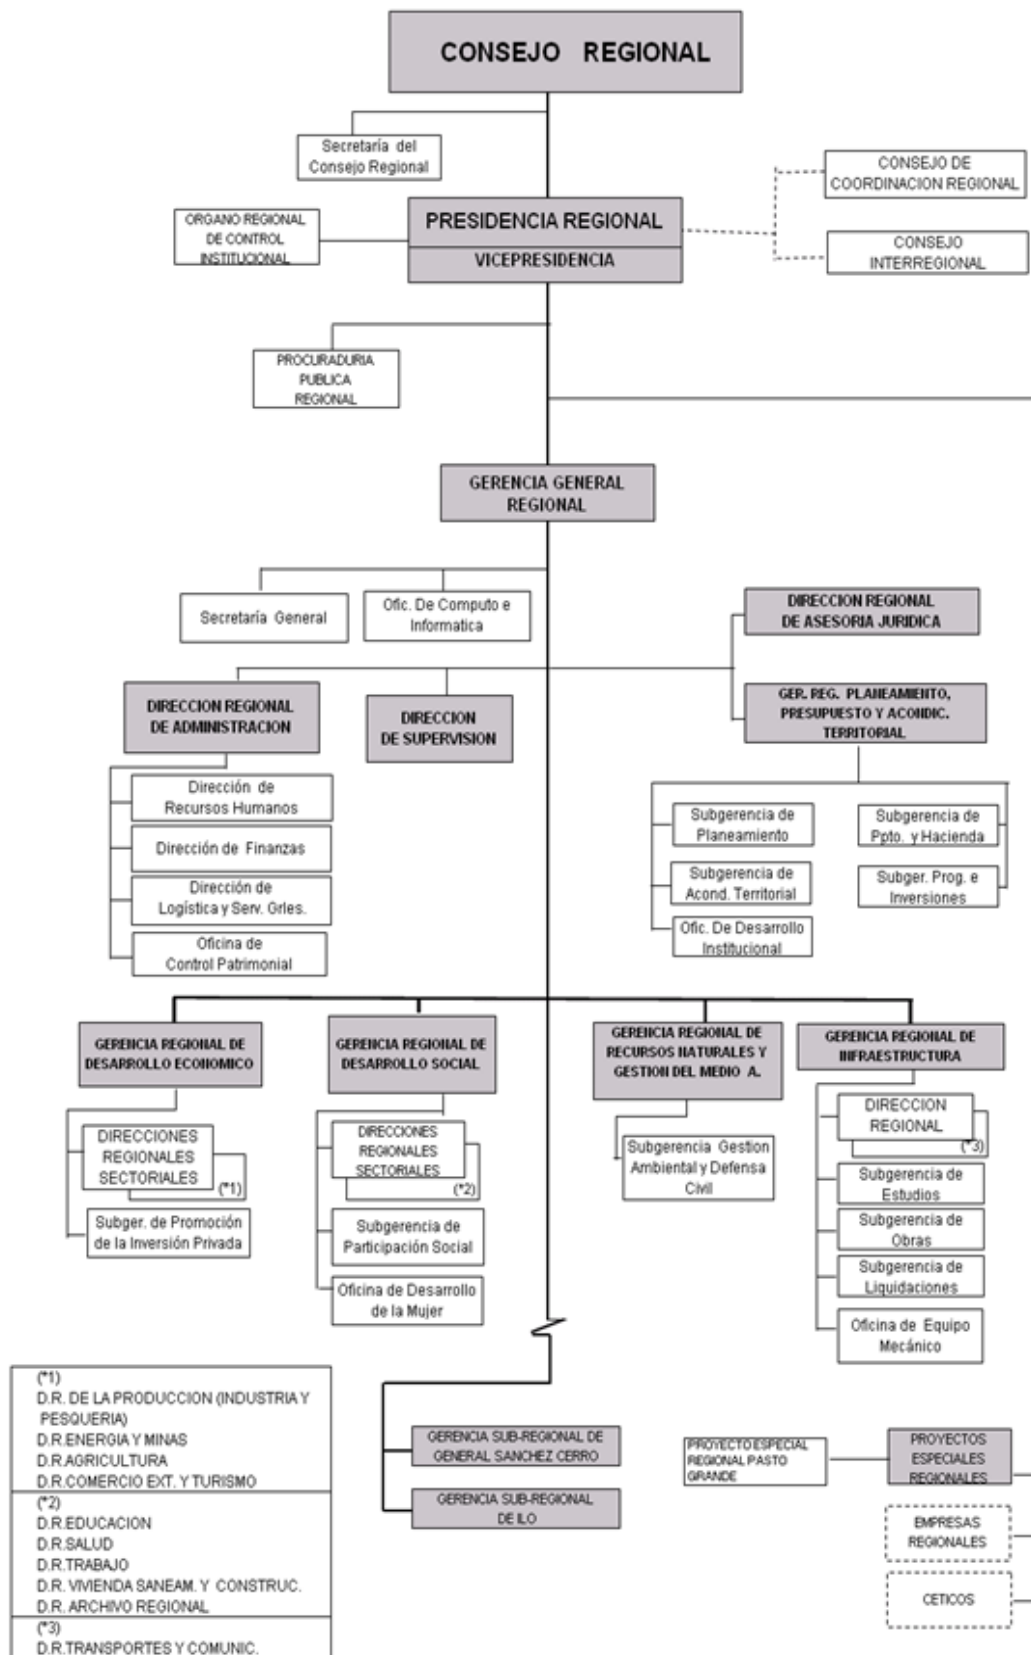 CONSEJO REGIONAL
Secretaría del
Consejo Regional
CONSEJO DE
COORDINACION REGIONAL
ORGANO REGIONAL
DE CONTROL
INSTITUCIONAL
PRESIDENCIA REGIONAL
VICEPRESIDENCIA
CONSEJO
INTERREGIONAL
PROCURADURIA
PUBLICA
REGIONAL
GERENCIA GENERAL
REGIONAL
Secretaría General
Ofic. De Computo e
Informatica
DIRECCION REGIONAL
DE ASESORIA JURIDICA
DIRECCION REGIONAL
DE ADMINISTRACION
DIRECCION
DE SUPERVISION
GER. REG. PLANEAMIENTO,
PRESUPUESTO Y ACONDIC.
TERRITORIAL
Dirección de
Recursos Humanos
Dirección de Finanzas
Dirección de
Logística y Serv. Grles.
Oficina de
Control Patrimonial
Subgerencia de
Planeamiento
Subgerencia de
Acond. Territorial
Ofic. De Desarrollo
Institucional
Subgerencia de
Ppto. y Hacienda
Subger. Prog. e
Inversiones
GERENCIA REGIONAL DE
DESARROLLO ECONOMICO
DIRECCIONES
REGIONALES
SECTORIALES
(*1)
Subger. de Promoción
de la Inversión Privada
GERENCIA REGIONAL DE
DESARROLLO SOCIAL
DIRECCIONES
REGIONALES
SECTORIALES
(*2)
Subgerencia de
Participación Social
Oficina de Desarrollo
de la Mujer
GERENCIA REGIONAL DE
RECURSOS NATURALES Y
GESTION DEL MEDIO A.
Subgerencia Gestion
Ambiental y Defensa
Civil
GERENCIA REGIONAL DE
INFRAESTRUCTURA
DIRECCION
REGIONAL
(*3)
Subgerencia de
Estudios
Subgerencia de
Obras
Subgerencia de
Liquidaciones
Oficina de Equipo
Mecánico
(*1)
D.R. DE LA PRODUCCION (INDUSTRIA Y
PESQUERIA)
D.R.ENERGIA Y MINAS
D.R.AGRICULTURA
D.R.COMERCIO EXT. Y TURISMO
(*2)
D.R.EDUCACION
D.R.SALUD
D.R.TRABAJO
D.R. VIVIENDA SANEAM. Y CONSTRUC.
D.R. ARCHIVO REGIONAL
(*3)
D.R.TRANSPORTES Y COMUNIC.
GERENCIA SUB-REGIONAL DE
GENERAL SANCHEZ CERRO
GERENCIA SUB-REGIONAL
DE ILO
PROYECTO ESPECIAL
REGIONAL PASTO
GRANDE
PROYECTOS
ESPECIALES
REGIONALES
EMPRESAS
REGIONALES
CETICOS